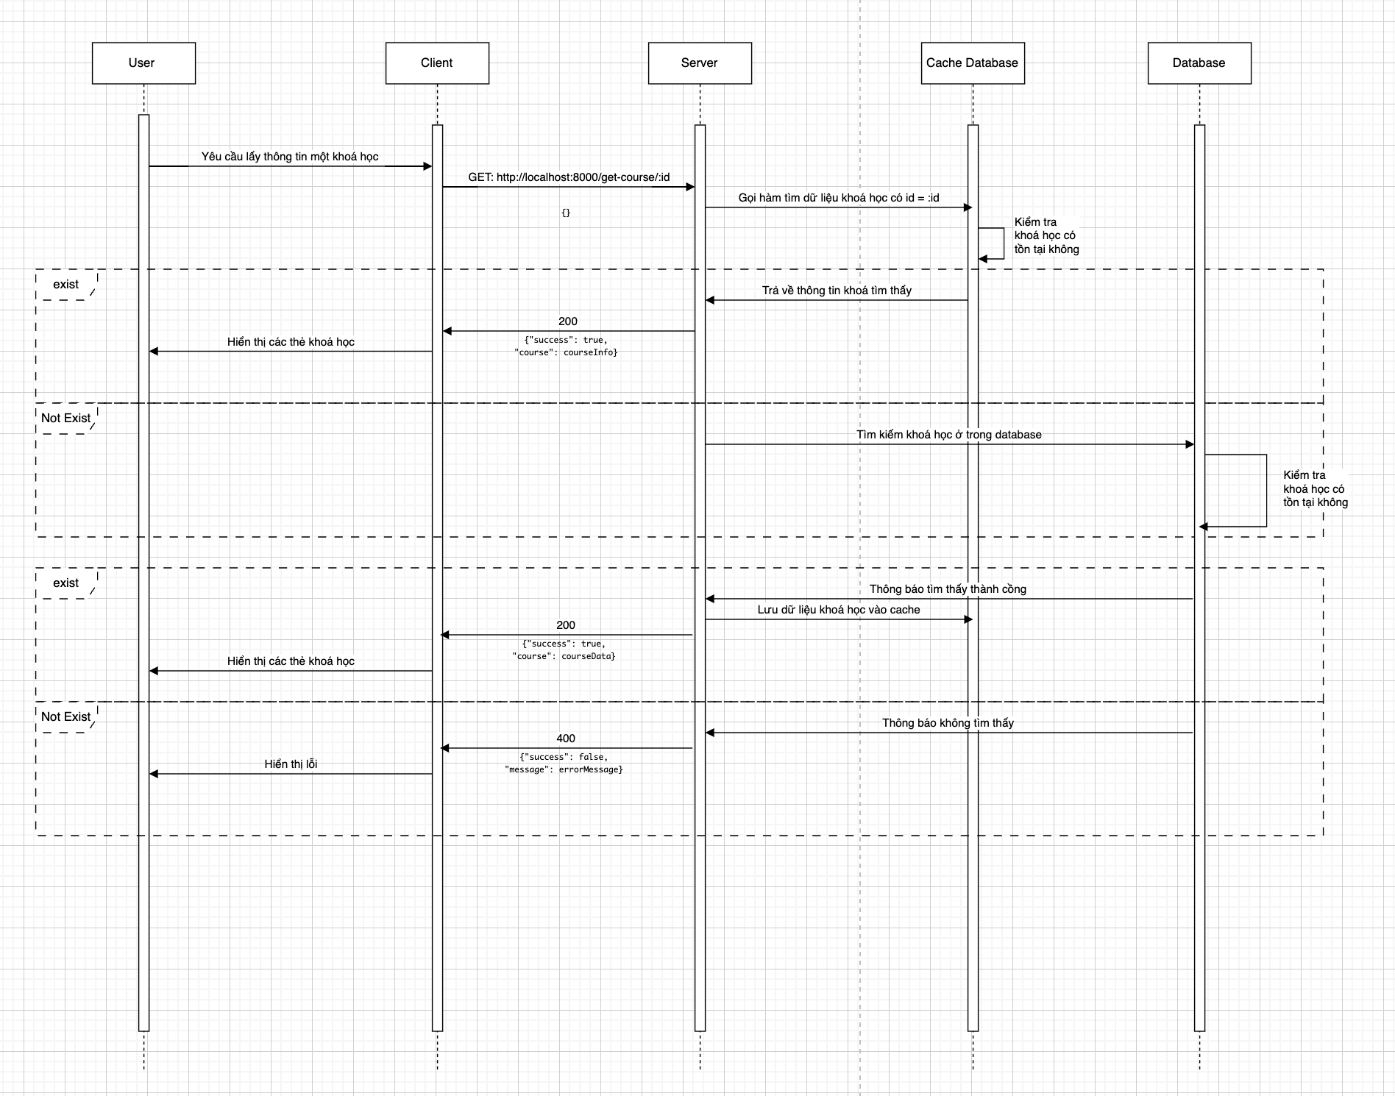 User
Client
Server
Cache Database
Database
Yêu cầu lấy thông tin một khoá học
GET: http://localhost:8000/get-course/:id
{}
Gọi hàm tìm dữ liệu khoá học có id = :id
Kiểm tra
khoá học có
tồn tại không
exist
Trả về thông tin khoá tìm thấy
200
{"success": true,
"course": courseInfo}
Hiển thị các thẻ khoá học
Not Exist
Tìm kiếm khoá học ở trong database
Kiểm tra
khoá học có
tồn tại không
exist
Thông báo tìm thấy thành công
Lưu dữ liệu khoá học vào cache
200
{"success": true,
"course": courseData}
Hiển thị các thẻ khoá học
Not Exist
Thông báo không tìm thấy
400
{"success": false,
"message": errorMessage}
Hiển thị lỗi